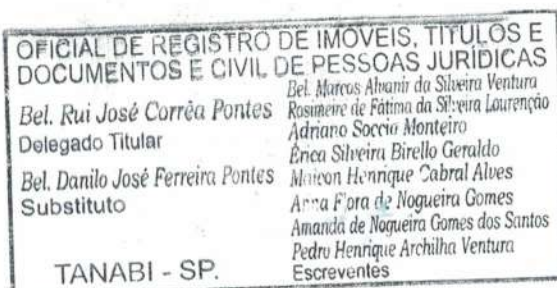 OFICIAL DE REGISTRO DE IMÓVEIS, TÍTULOS E
DOCUMENTOS E CIVIL DE PESSOAS JURÍDICAS
Bel. Rui José Corrêa Pontes
Delegado Titular
Bel. Danilo José Ferreira Pontes
Substituto
TANABI - SP.
Bel. Marcos Alvanir da Silveira Ventura
Rosimeire de Fátima da Silveira Lourenção
Adriano Soccio Monteiro
Érica Silveira Birello Geraldo
Maicon Henrique Cabral Alves
Anna Flora de Nogueira Gomes
Amanda de Nogueira Gomes dos Santos
Pedro Henrique Archilha Ventura
Escreventes